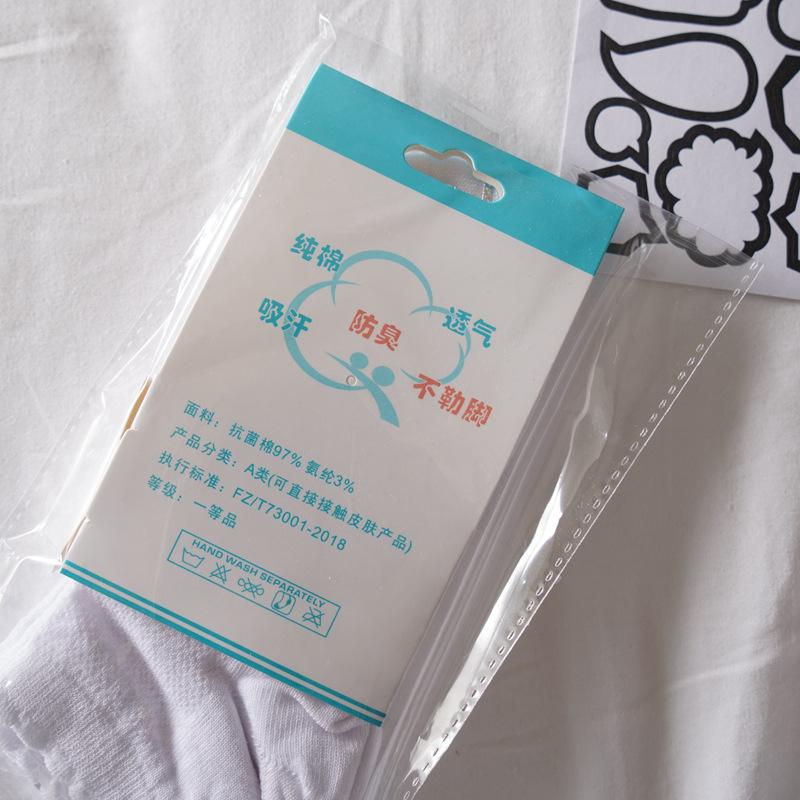 纯棉
吸汗
防臭
透气
不勒脚
面料：抗菌棉97% 氨纶3%
产品分类：A类(可直接接触皮肤产品)
执行标准：FZ/T73001-2018
等级：一等品
HAND WASH SEPARATELY